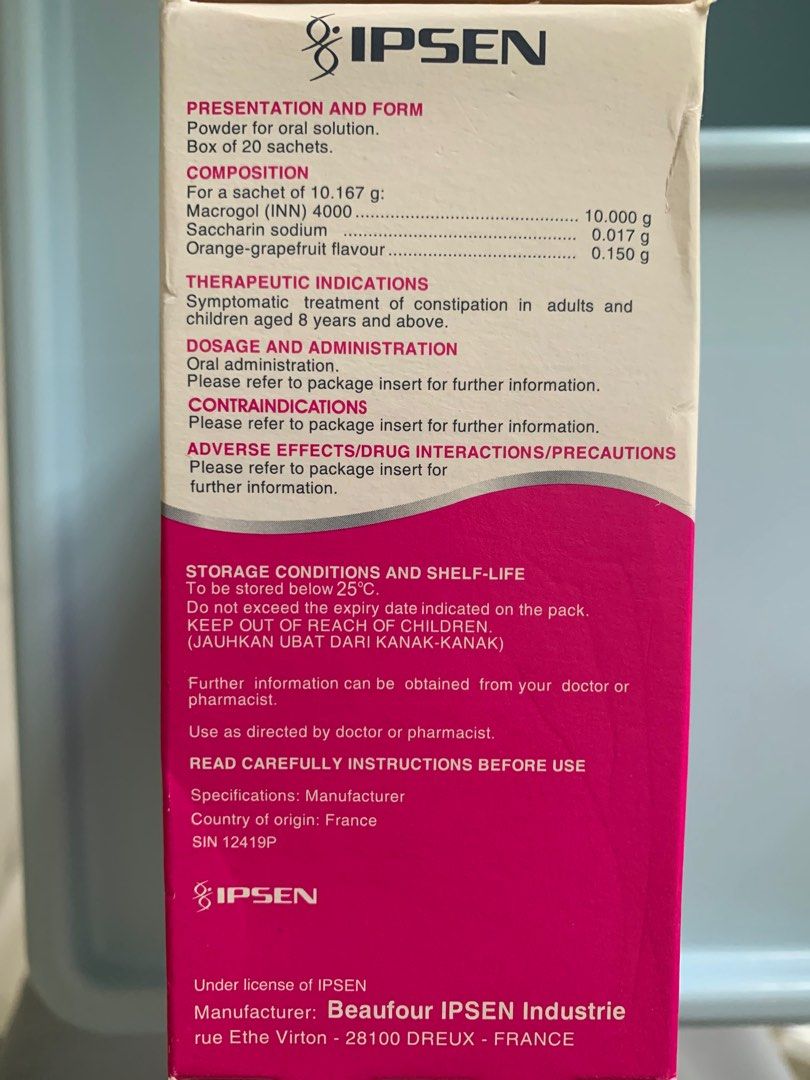 IPSEN
PRESENTATION AND FORM
Powder for oral solution.
Box of 20 sachets.
COMPOSITION
For a sachet of 10.167 g:
Macrogol (INN) 4000 ............................................ 10.000 g
Saccharin sodium ............................................. 0.017 g
Orange-grapefruit flavour .................................... 0.150 g
THERAPEUTIC INDICATIONS
Symptomatic treatment of constipation in adults and
children aged 8 years and above.
DOSAGE AND ADMINISTRATION
Oral administration.
Please refer to package insert for further information.
CONTRAINDICATIONS
Please refer to package insert for further information.
ADVERSE EFFECTS/DRUG INTERACTIONS/PRECAUTIONS
Please refer to package insert for
further information.
STORAGE CONDITIONS AND SHELF-LIFE
To be stored below 25°C.
Do not exceed the expiry date indicated on the pack.
KEEP OUT OF REACH OF CHILDREN.
(JAUHKAN UBAT DARI KANAK-KANAK)
Further information can be obtained from your doctor or
pharmacist.
Use as directed by doctor or pharmacist.
READ CAREFULLY INSTRUCTIONS BEFORE USE
Specifications: Manufacturer
Country of origin: France
SIN 12419P
IPSEN
Under license of IPSEN
Manufacturer: Beaufour IPSEN Industrie
rue Ethe Virton - 28100 DREUX - FRANCE